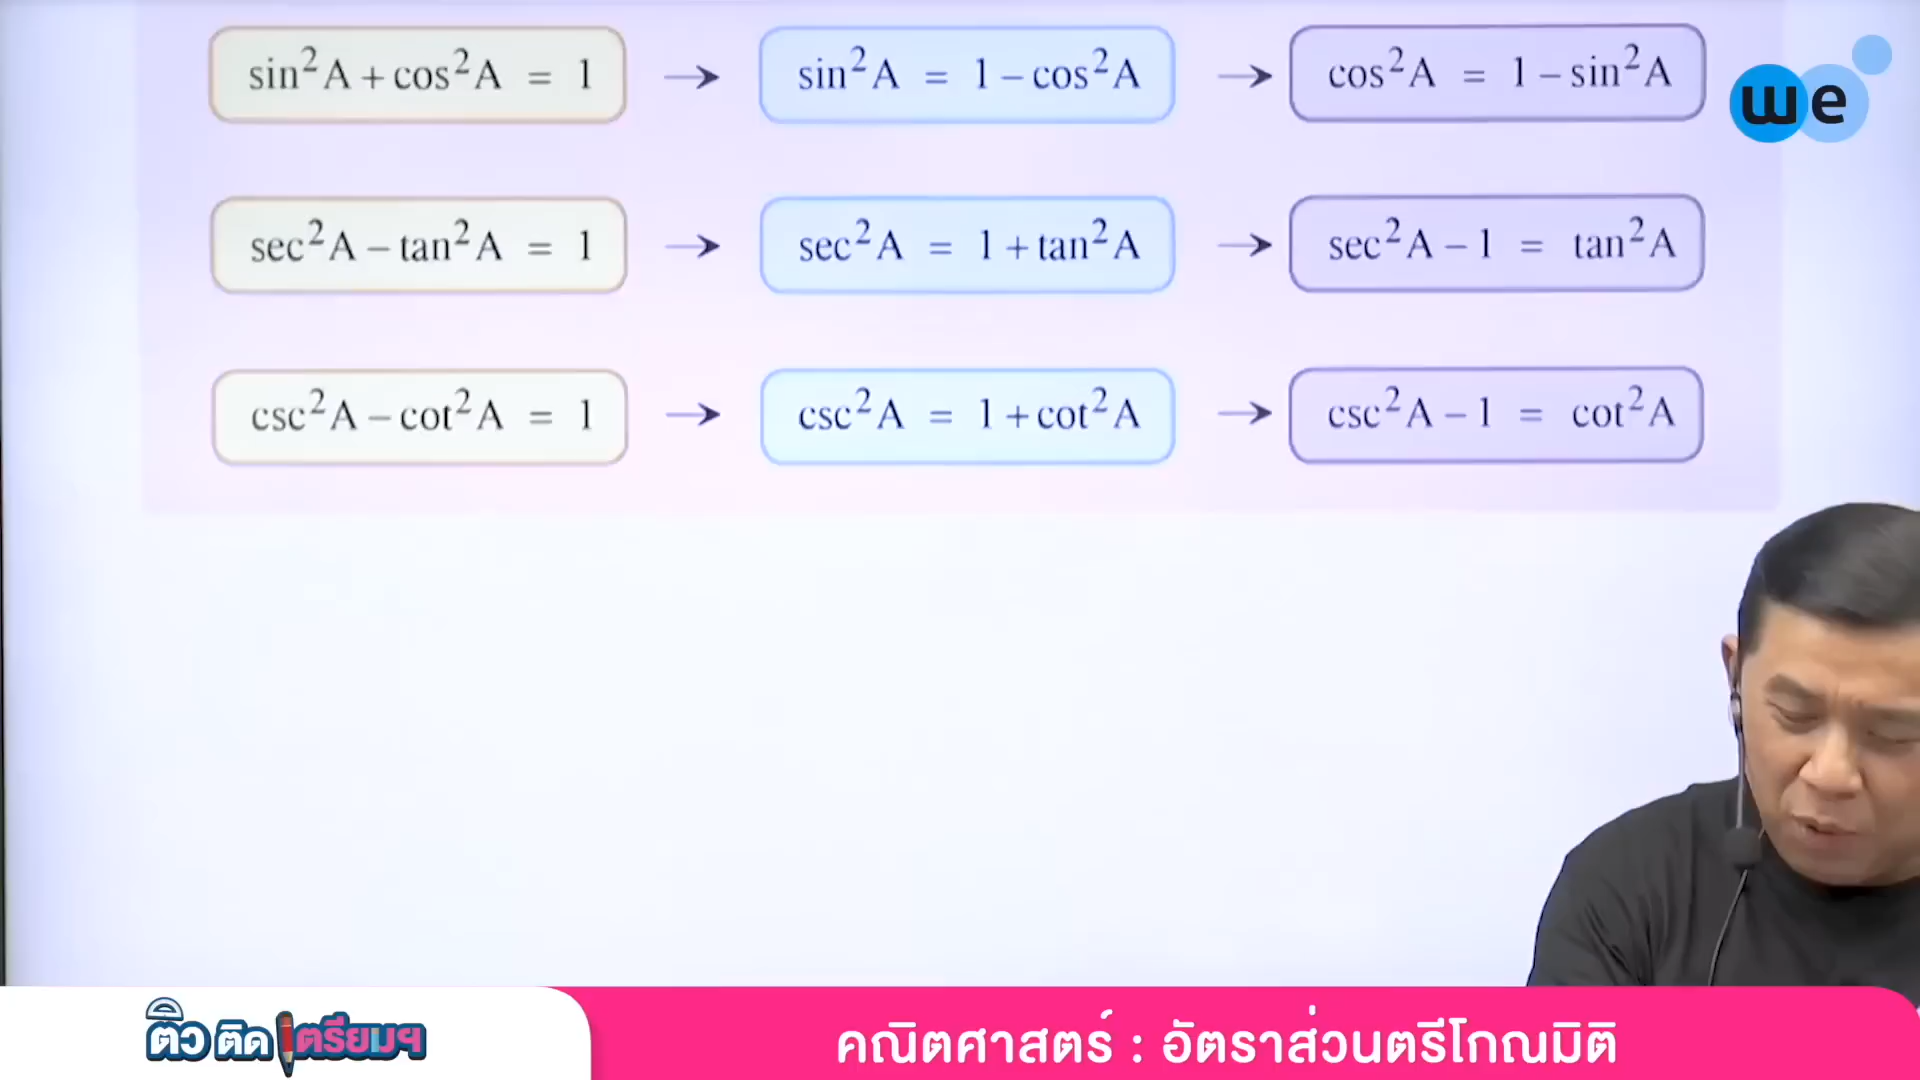 sin²A + cos²A = 1 → sin²A = 1 – cos²A → cos²A = 1 – sin²A
we
sec²A – tan²A = 1 → sec²A = 1 + tan²A → sec²A – 1 = tan²A
csc²A – cot²A = 1 → csc²A = 1 + cot²A → csc²A – 1 = cot²A
ติว ติด เตรียมฯ
คณิตศาสตร์ : อัตราส่วนตรีโกณมิติ